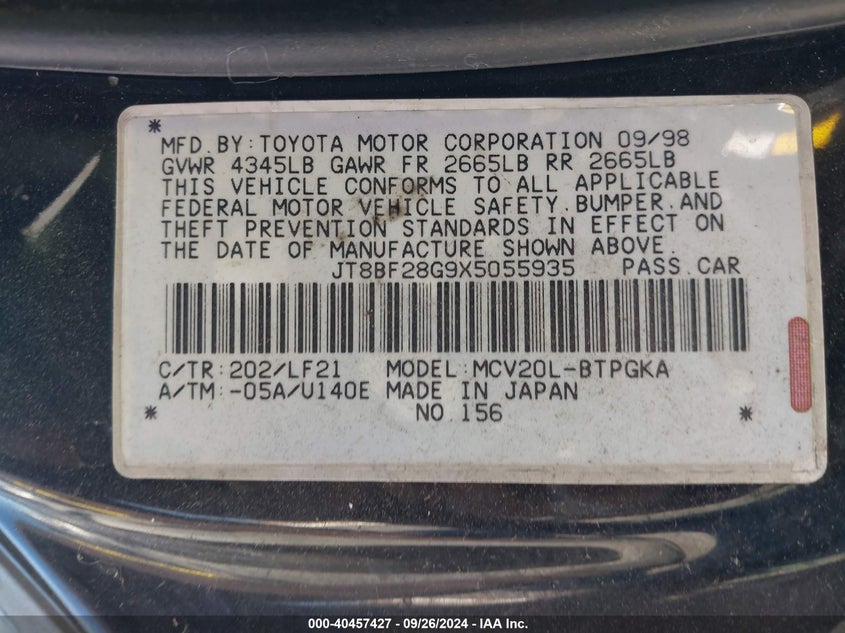 *
MFD.BY:TOYOTA MOTOR CORPORATION 09/98
GVWR 4345LB GAWR FR 2665LB RR 2665LB
THIS VEHICLE CONFORMS TO ALL APPLICABLE
FEDERAL MOTOR VEHICLE SAFETY.BUMPER.AND
THEFT PREVENTION STANDARDS IN EFFECT ON
THE DATE OF MANUFACTURE SHOWN ABOVE.
JT8BF28G9X5055935 PASS.CAR
C/TR:202/LF21 MODEL:MCV20L-BTPGKA
A/TM:-05A/U140E MADE IN JAPAN
* NO.156 *
000-40457427 - 09/26/2024 - IAA Inc.